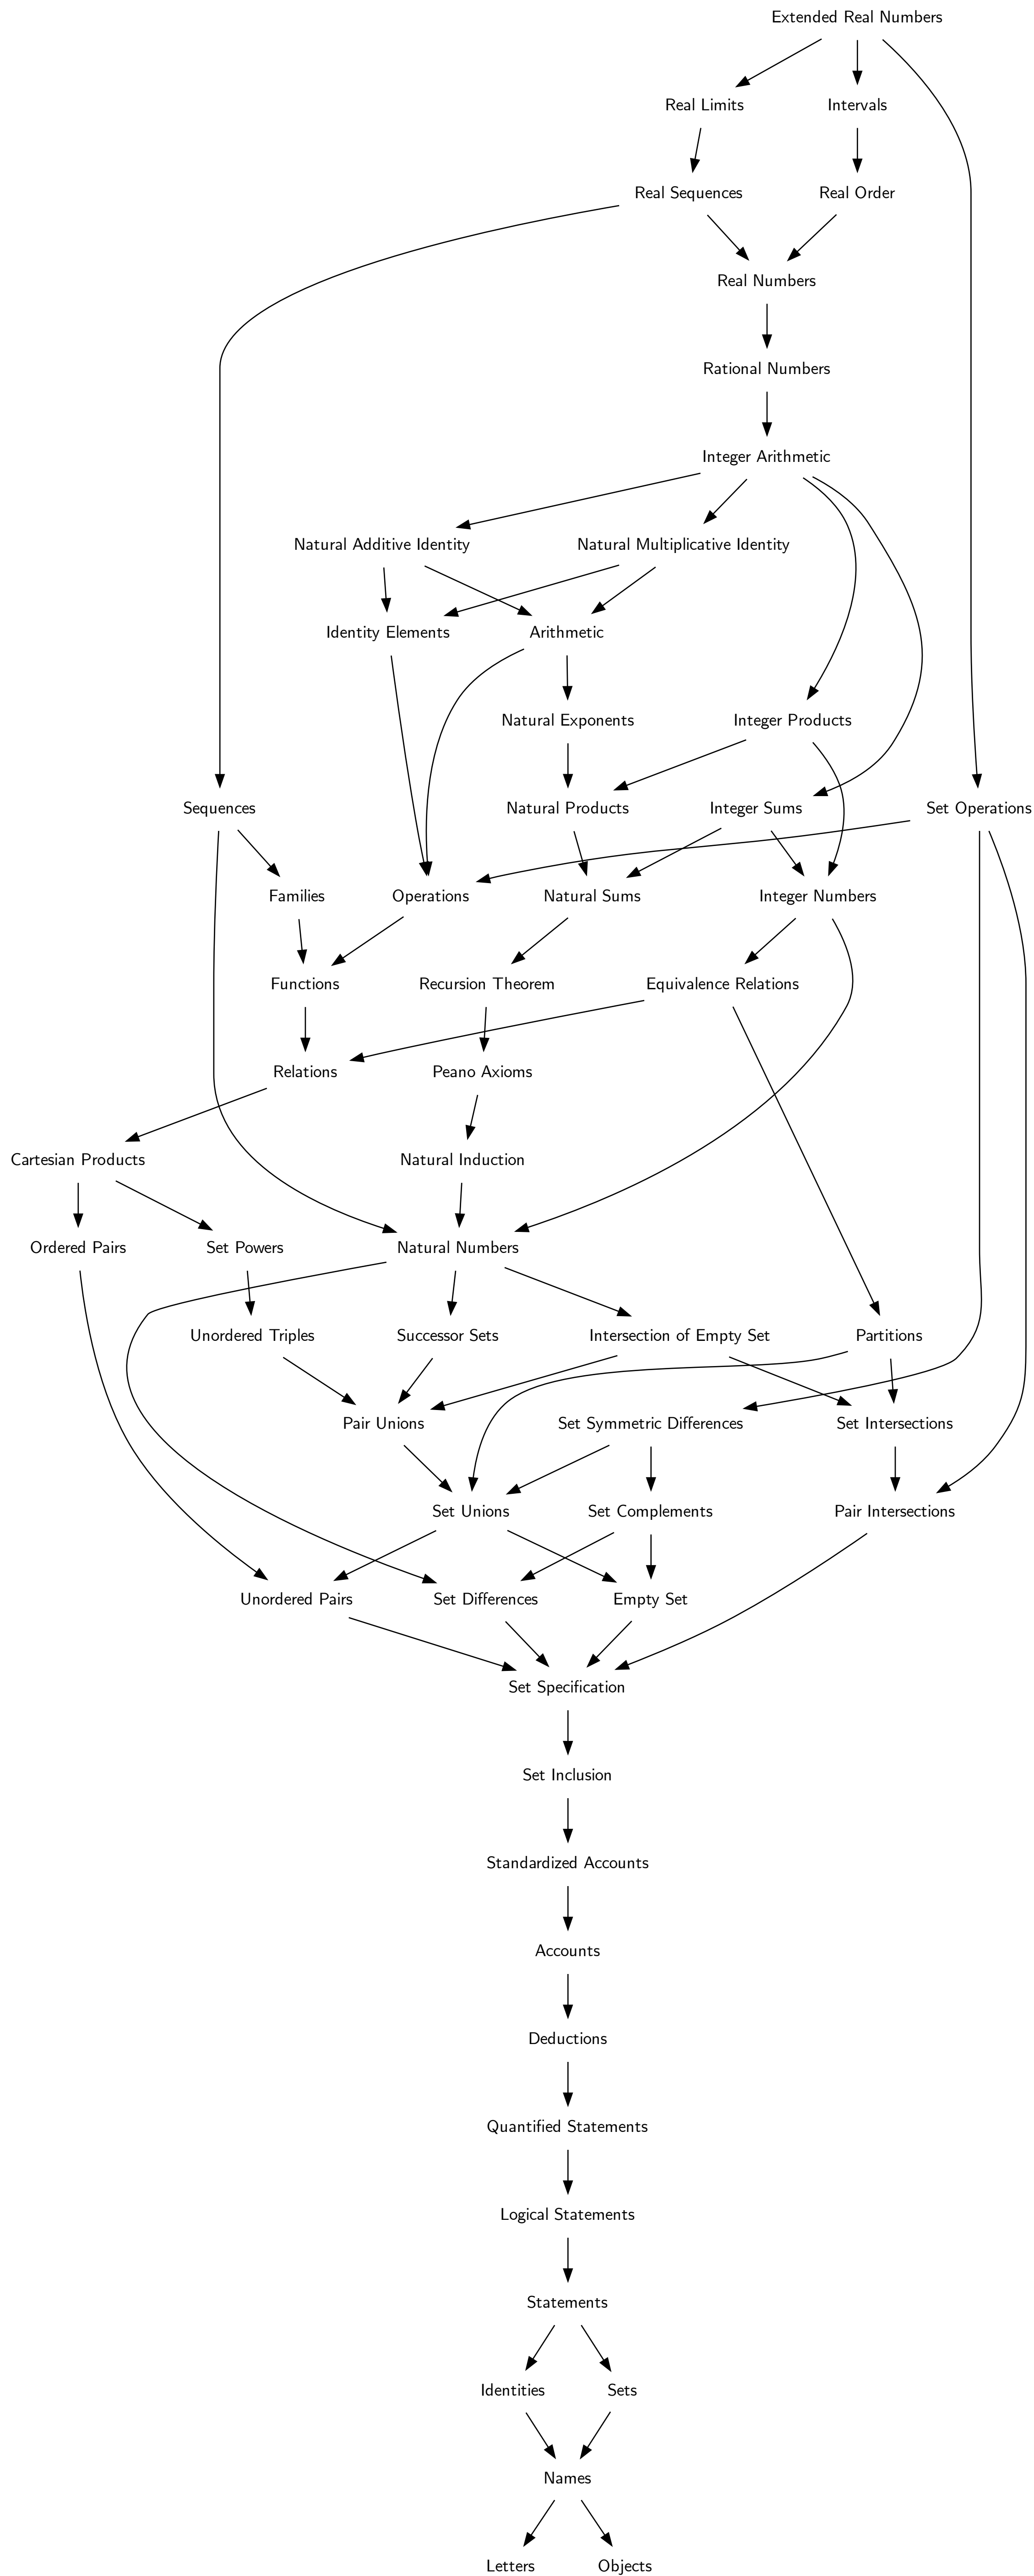 Extended Real Numbers
Real Limits
Intervals
Real Sequences
Real Order
Real Numbers
Rational Numbers
Integer Arithmetic
Natural Additive Identity
Natural Multiplicative Identity
Identity Elements
Arithmetic
Natural Exponents
Integer Products
Sequences
Natural Products
Integer Sums
Set Operations
Families
Operations
Natural Sums
Integer Numbers
Functions
Recursion Theorem
Equivalence Relations
Relations
Peano Axioms
Cartesian Products
Natural Induction
Ordered Pairs
Set Powers
Natural Numbers
Unordered Triples
Successor Sets
Intersection of Empty Set
Partitions
Pair Unions
Set Symmetric Differences
Set Intersections
Set Unions
Set Complements
Pair Intersections
Unordered Pairs
Set Differences
Empty Set
Set Specification
Set Inclusion
Standardized Accounts
Accounts
Deductions
Quantified Statements
Logical Statements
Statements
Identities
Sets
Names
Letters
Objects